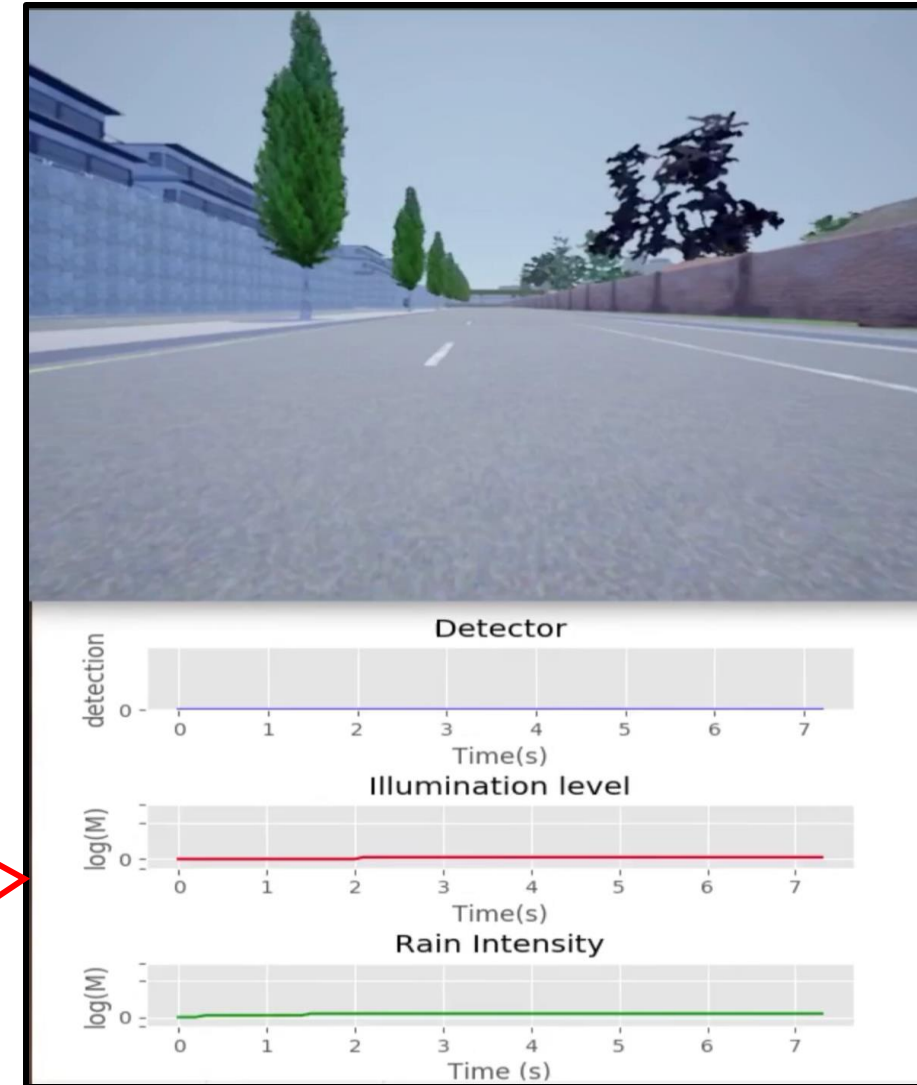 Detector
detection
0
0 1 2 3 4 5 6 7
Time(s)
Illumination level
log(M)
0
0 1 2 3 4 5 6 7
Time(s)
Rain Intensity
log(M)
0
0 1 2 3 4 5 6 7
Time (s)